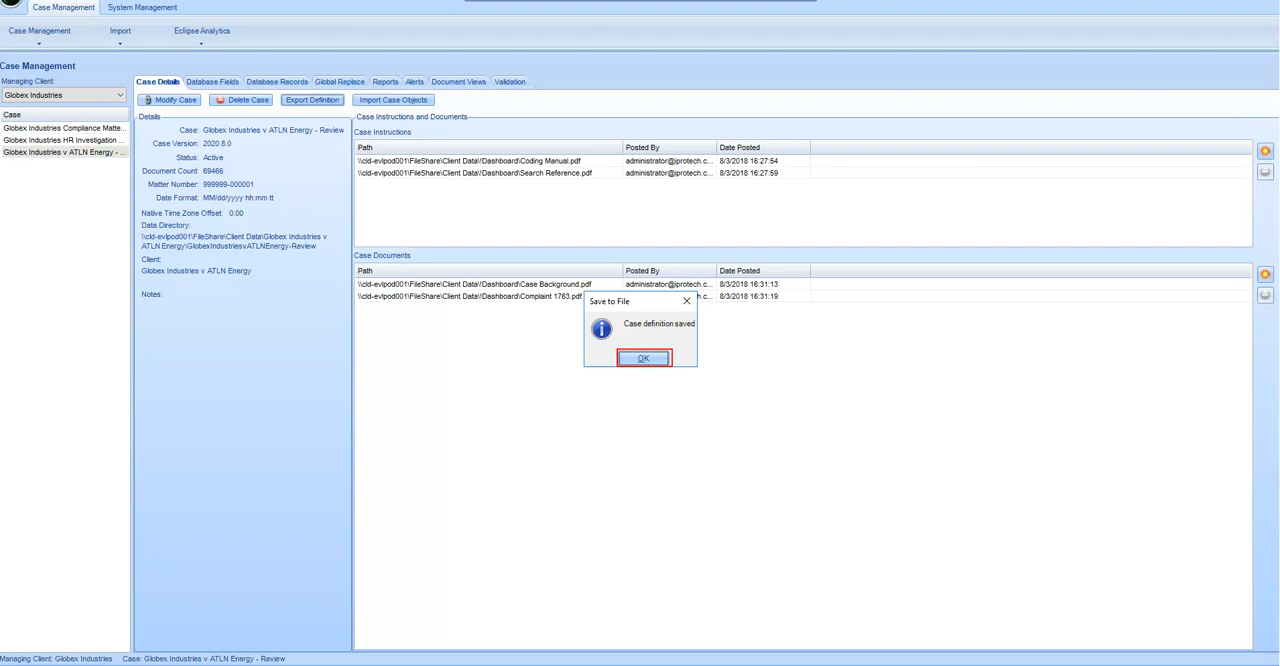 Case Management System Management
Case Management Import Eclipse Analytics
Case Management
Managing Client:
Globex Industries
Case
Globex Industries Compliance Matte...
Globex Industries HR Investigation ...
Globex Industries v ATLN Energy - ...
Case Details Database Fields Database Records Global Replace Reports Alerts Document Views Validation
Modify Case Delete Case Export Definition Import Case Objects
Details
Case: Globex Industries v ATLN Energy - Review
Case Version: 2020.8.0
Status: Active
Document Count: 69466
Matter Number: 999999-000001
Date Format: MM/dd/yyyy hh:mm tt
Native Time Zone Offset: 0.00
Data Directory:
\\cld-evlpod001\FileShare\Client Data\Globex Industries v
ATLN Energy\GlobexIndustriesvATLNEnergy-Review
Client:
Globex Industries v ATLN Energy
Notes:
Case Instructions and Documents
Case Instructions
Path Posted By Date Posted
\\cld-evlpod001\FileShare\Client Data\!Dashboard\Coding Manual.pdf administrator@iprotech.c... 8/3/2018 16:27:54
\\cld-evlpod001\FileShare\Client Data\!Dashboard\Search Reference.pdf administrator@iprotech.c... 8/3/2018 16:27:59
Case Documents
Path Posted By Date Posted
\\cld-evlpod001\FileShare\Client Data\!Dashboard\Case Background.pdf administrator@iprotech.c... 8/3/2018 16:31:13
\\cld-evlpod001\FileShare\Client Data\!Dashboard\Complaint 1763.pdf h.c... 8/3/2018 16:31:19
Save to File
Case definition saved
OK
Managing Client: Globex Industries Case: Globex Industries v ATLN Energy - Review